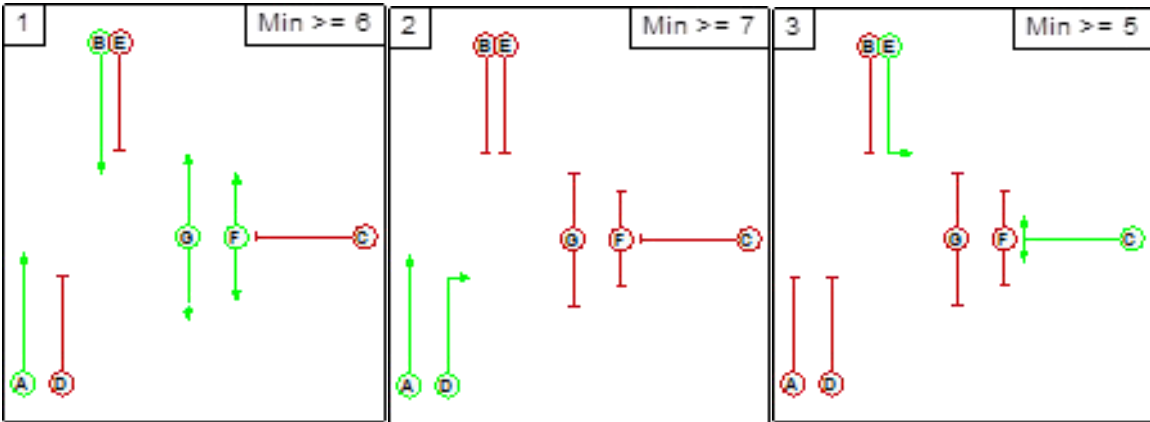 1 Min >= 6
B E
G F C
A D
2 Min >= 7
B E
G F C
A D
3 Min >= 5
B E
G F C
A D